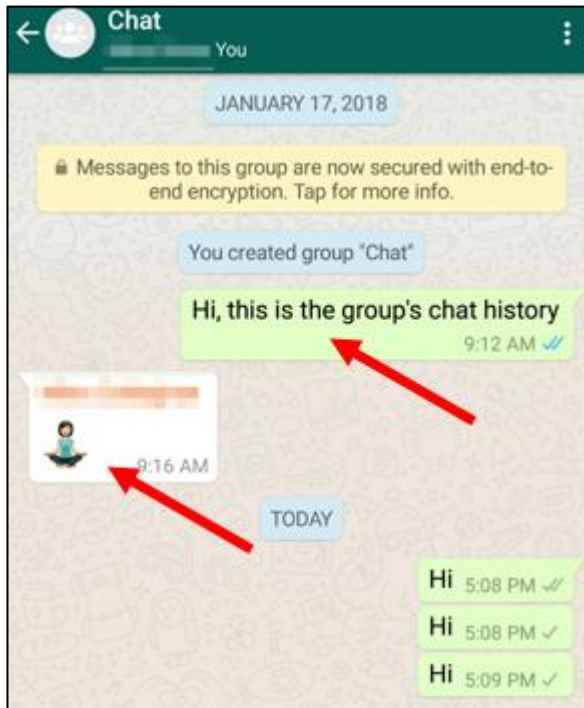 Chat
You
JANUARY 17, 2018
Messages to this group are now secured with end-to-
end encryption. Tap for more info.
You created group "Chat"
Hi, this is the group's chat history
9:12 AM
9:16 AM
TODAY
Hi 5:08 PM
Hi 5:08 PM
Hi 5:09 PM